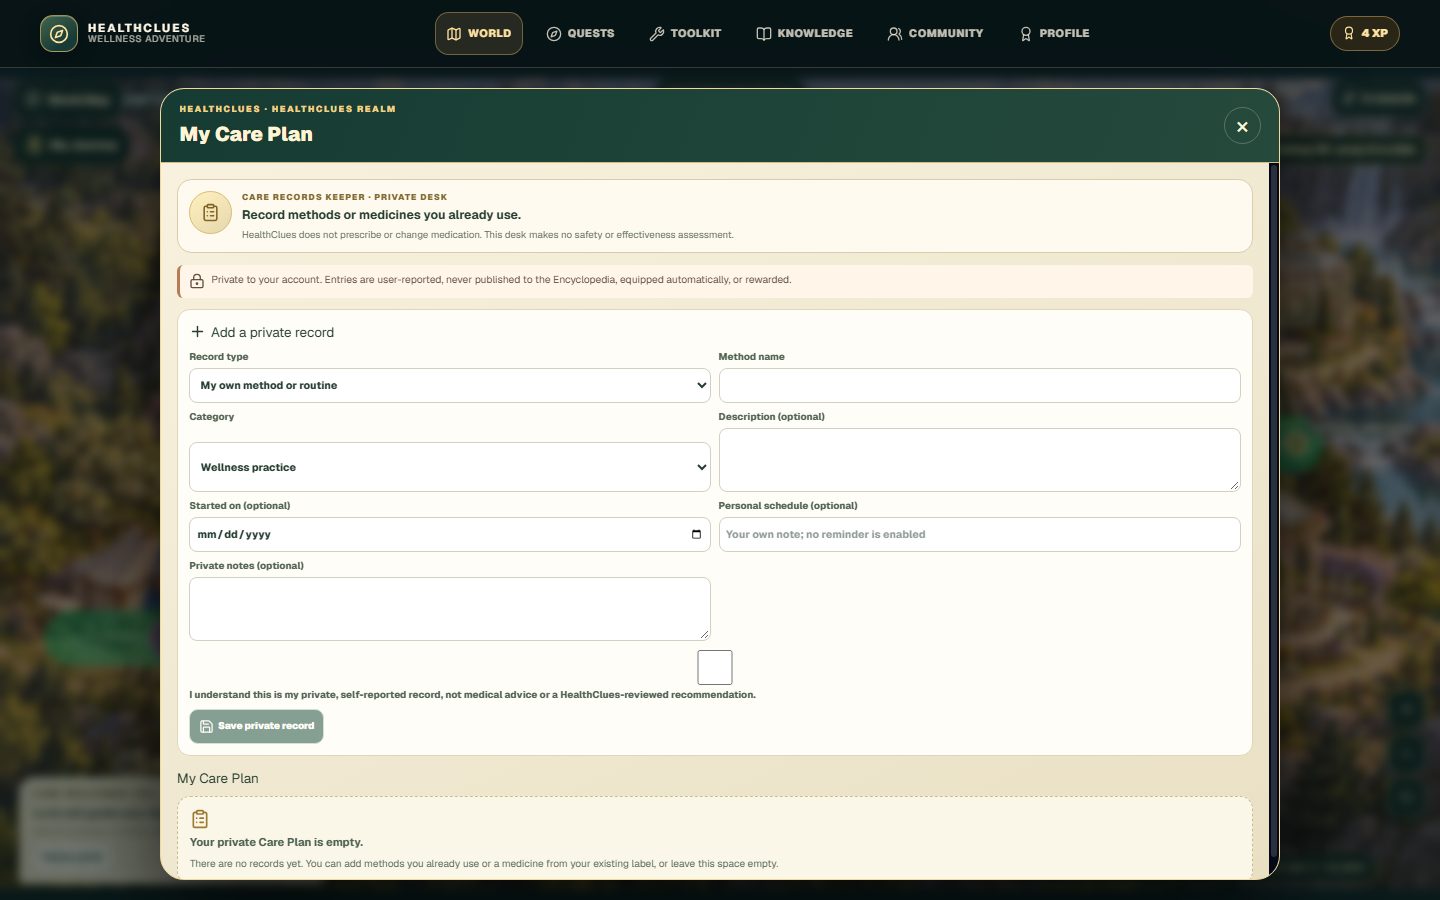 HEALTHCLUES
WELLNESS ADVENTURE
WORLD
QUESTS
TOOLKIT
KNOWLEDGE
COMMUNITY
PROFILE
4 XP
HEALTHCLUES · HEALTHCLUES REALM
My Care Plan
CARE RECORDS KEEPER · PRIVATE DESK
Record methods or medicines you already use.
HealthClues does not prescribe or change medication. This desk makes no safety or effectiveness assessment.
Private to your account. Entries are user-reported, never published to the Encyclopedia, equipped automatically, or rewarded.
Add a private record
Record type
Method name
My own method or routine
Category
Description (optional)
Wellness practice
Started on (optional)
Personal schedule (optional)
mm/dd/yyyy
Your own note; no reminder is enabled
Private notes (optional)
I understand this is my private, self-reported record, not medical advice or a HealthClues-reviewed recommendation.
Save private record
My Care Plan
Your private Care Plan is empty.
There are no records yet. You can add methods you already use or a medicine from your existing label, or leave this space empty.